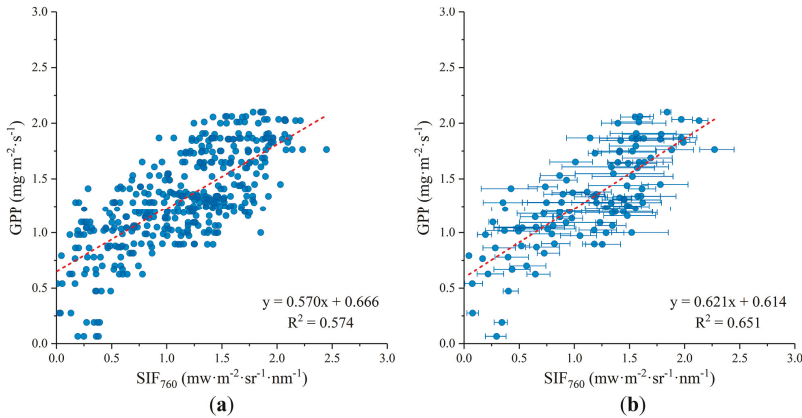 3.0
2.5
2.0
1.5
1.0
0.5
0.0
GPP (mg·m⁻²·s⁻¹)
y = 0.570x + 0.666
R² = 0.574
0.0 0.5 1.0 1.5 2.0 2.5 3.0
SIF₇₆₀ (mw·m⁻²·sr⁻¹·nm⁻¹)
(a)
3.0
2.5
2.0
1.5
1.0
0.5
0.0
GPP (mg·m⁻²·s⁻¹)
y = 0.621x + 0.614
R² = 0.651
0.0 0.5 1.0 1.5 2.0 2.5 3.0
SIF₇₆₀ (mw·m⁻²·sr⁻¹·nm⁻¹)
(b)